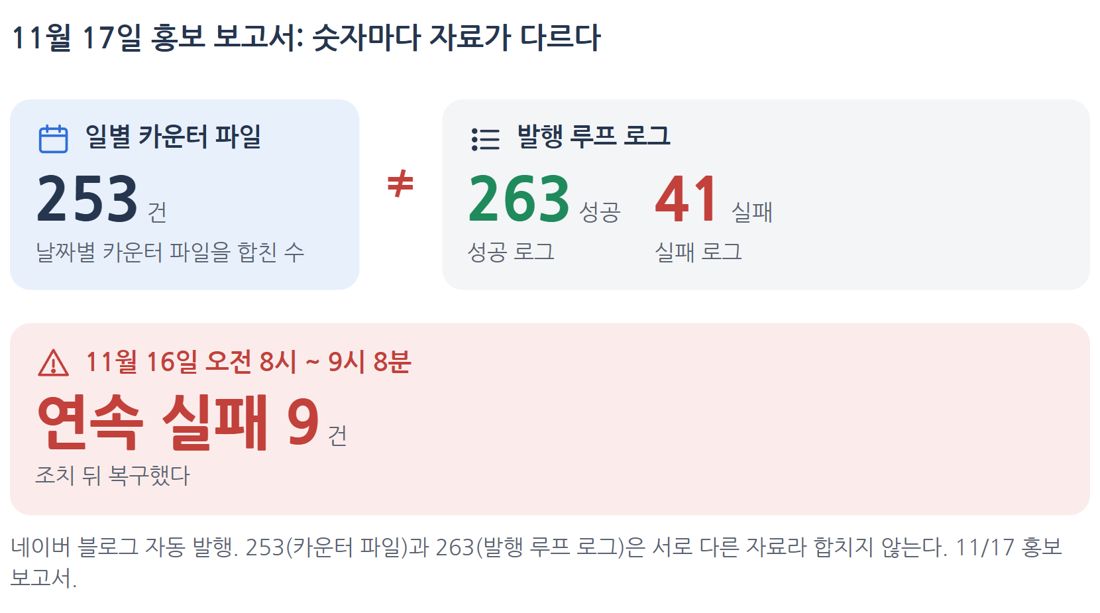 11월 17일 홍보 보고서: 숫자마다 자료가 다르다
일별 카운터 파일
253 건
날짜별 카운터 파일을 합친 수
≠
발행 루프 로그
263 성공 41 실패
성공 로그 실패 로그
11월 16일 오전 8시 ~ 9시 8분
연속 실패 9 건
조치 뒤 복구했다
네이버 블로그 자동 발행. 253(카운터 파일)과 263(발행 루프 로그)은 서로 다른 자료라 합치지 않는다. 11/17 홍보
보고서.